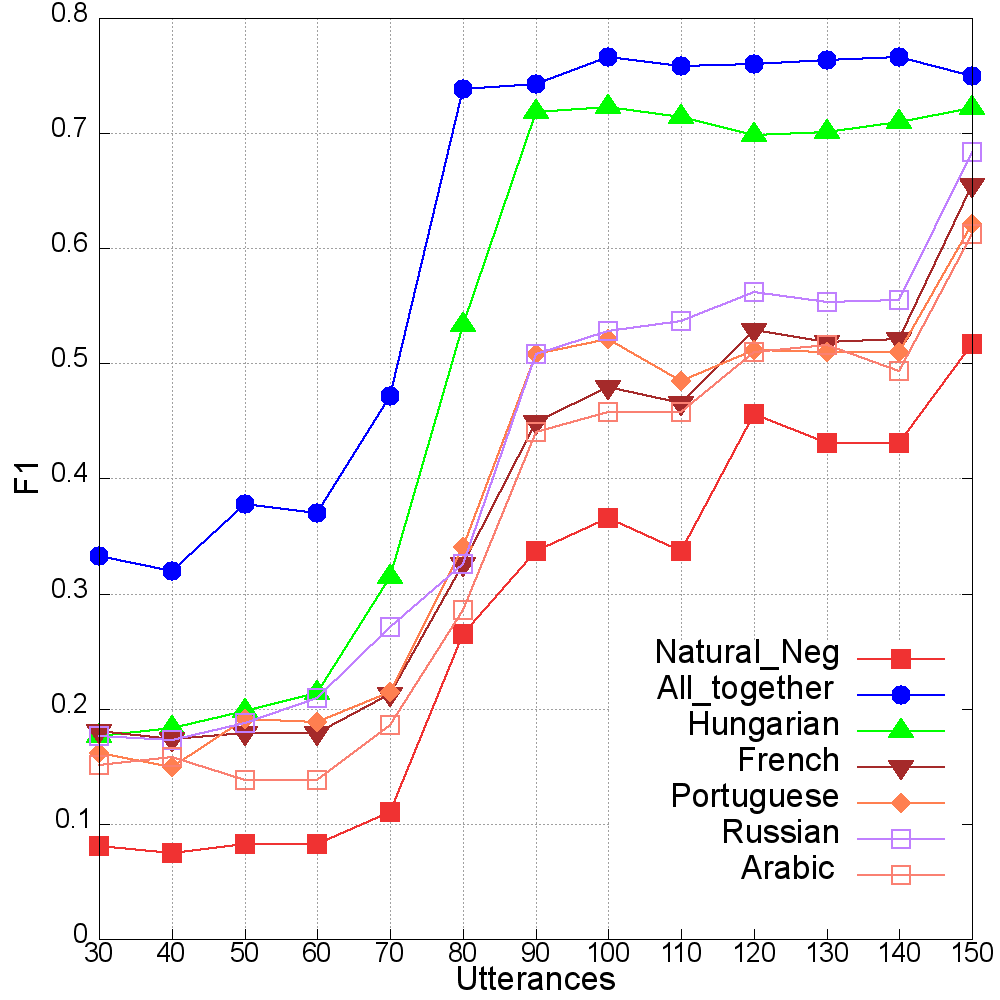 0.8
0.7
0.6
0.5
0.4
0.3
0.2
0.1
0
F1
Natural_Neg
All_together
Hungarian
French
Portuguese
Russian
Arabic
30 40 50 60 70 80 90 100 110 120 130 140 150
Utterances